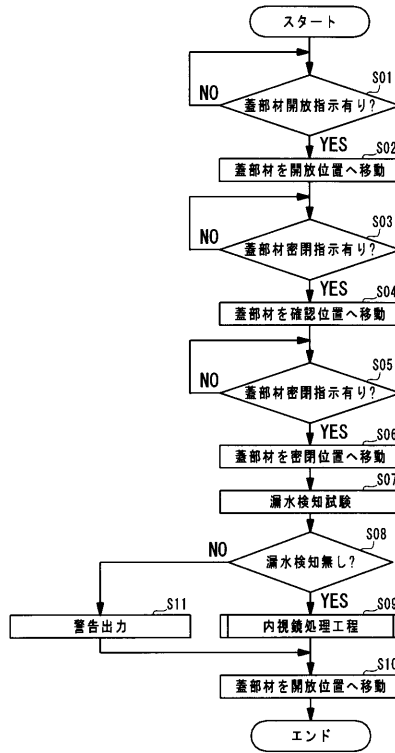 スタート
S01
蓋部材開放指示有り?
NO
YES
S02
蓋部材を開放位置へ移動
S03
蓋部材密閉指示有り?
NO
YES
S04
蓋部材を確認位置へ移動
S05
蓋部材密閉指示有り?
NO
YES
S06
蓋部材を密閉位置へ移動
S07
漏水検知試験
S08
漏水検知無し?
NO
YES
S11
警告出力
S09
内視鏡処理工程
S10
蓋部材を開放位置へ移動
エンド